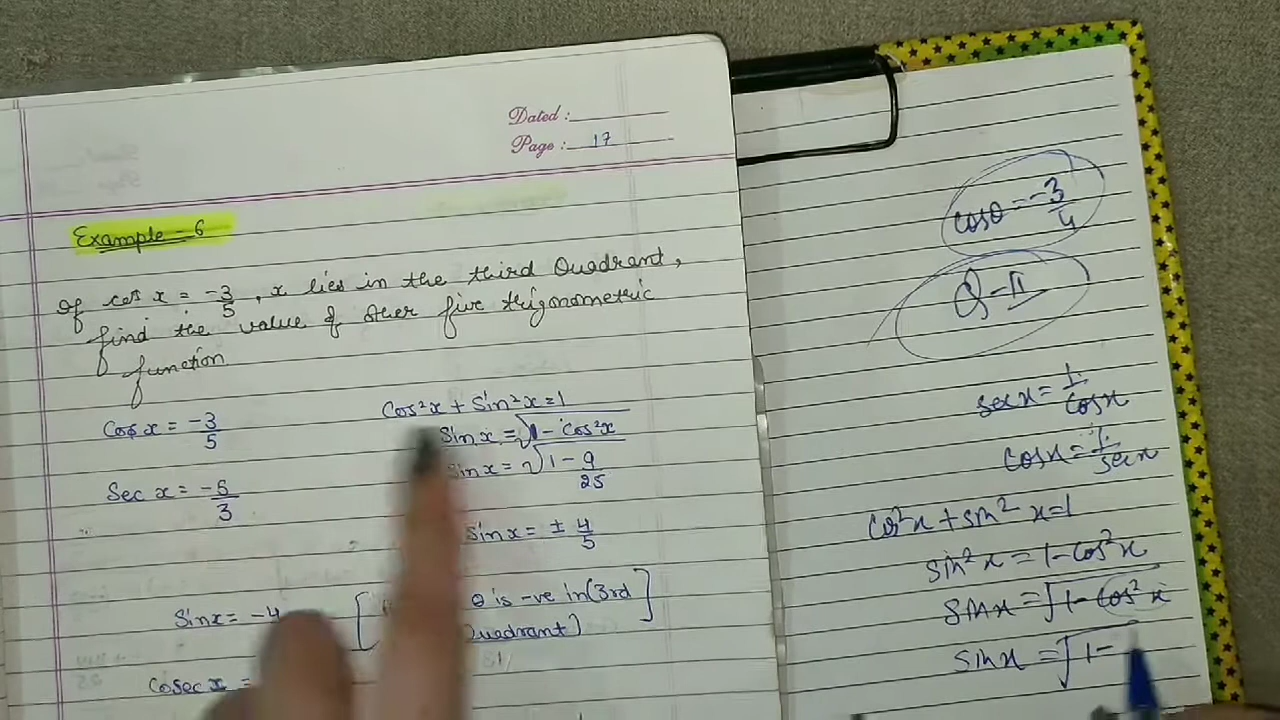 Dated :
Page : 17
Example - 6
If cos x = -3/5, x lies in the third Quadrant,
find the value of other five trigonometric
function
Cos x = -3/5
Sec x = -5/3
Cos²x + Sin²x = 1
Sin x = √1 - Cos²x
Sin x = √1 - 9/25
Sin x = ± 4/5
Sin x = -4
θ is -ve in (3rd
Quadrant)]
Cosec x =
cosθ = -3/4
Q - II
sec x = 1/cos x
cos x = 1/sec x
cos²x + sin²x = 1
sin²x = 1 - cos²x
sin x = √1 - cos²x
sin x = √1 -